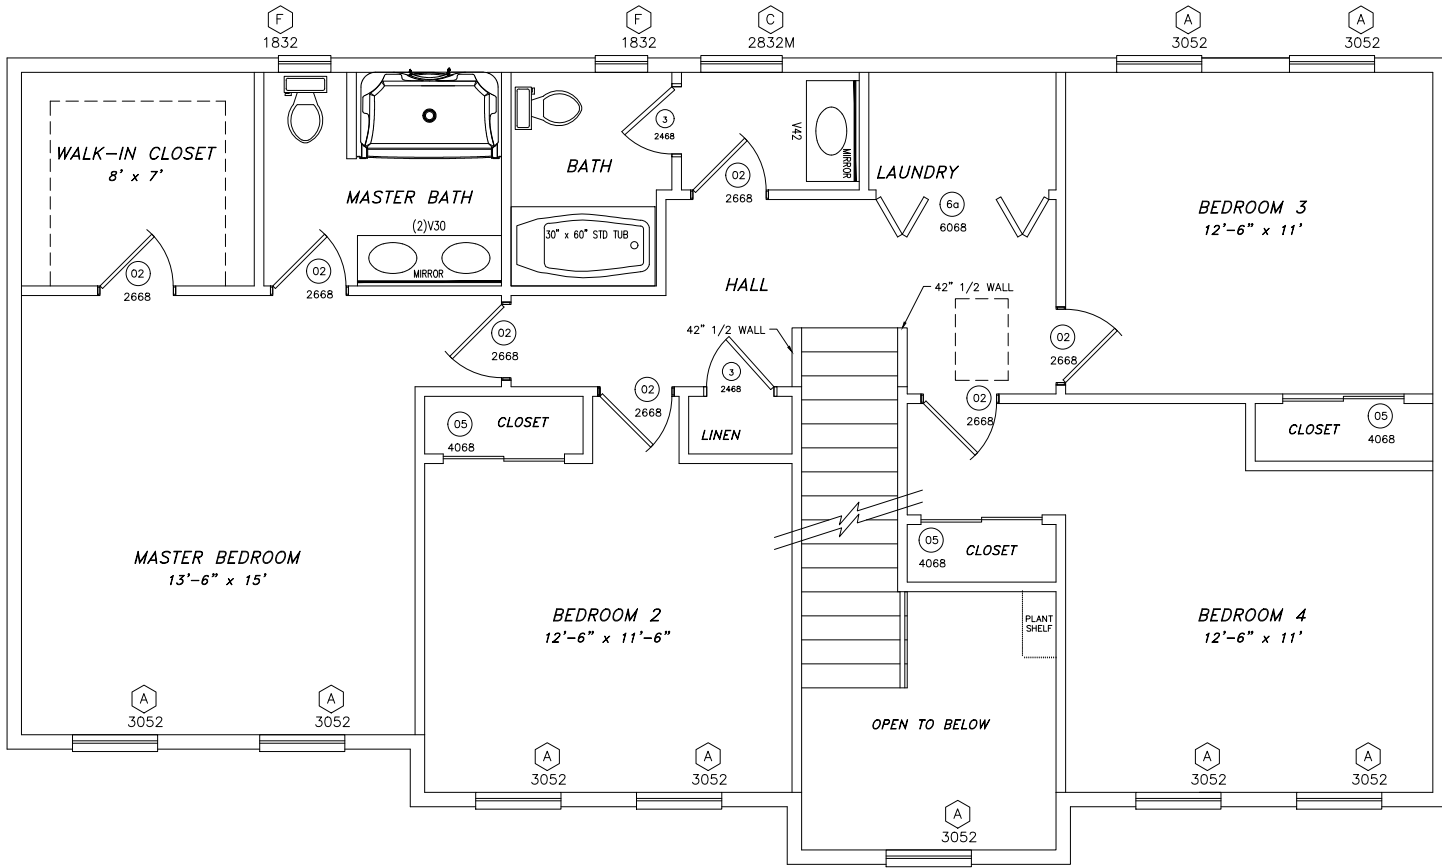 F
1832
F
1832
C
2832M
A
3052
A
3052
WALK-IN CLOSET
8' x 7'
MASTER BATH
(2)V30
MIRROR
BATH
30" x 60" STD TUB
3
2468
V42
MIRROR
LAUNDRY
6a
6068
BEDROOM 3
12'-6" x 11'
02
2668
02
2668
02
2668
HALL
42" 1/2 WALL
42" 1/2 WALL
02
2668
02
2668
02
2668
3
2468
02
2668
05
4068
CLOSET
LINEN
CLOSET
05
4068
05
4068
CLOSET
MASTER BEDROOM
13'-6" x 15'
BEDROOM 2
12'-6" x 11'-6"
PLANT
SHELF
BEDROOM 4
12'-6" x 11'
OPEN TO BELOW
A
3052
A
3052
A
3052
A
3052
A
3052
A
3052
A
3052